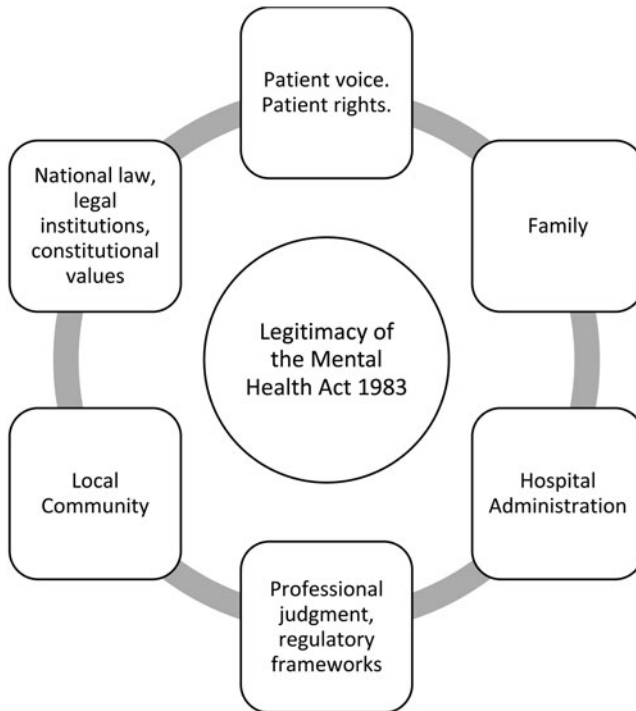 Patient voice.
Patient rights.
National law,
legal
institutions,
constitutional
values
Family
Legitimacy of
the Mental
Health Act 1983
Local
Community
Hospital
Administration
Professional
judgment,
regulatory
frameworks